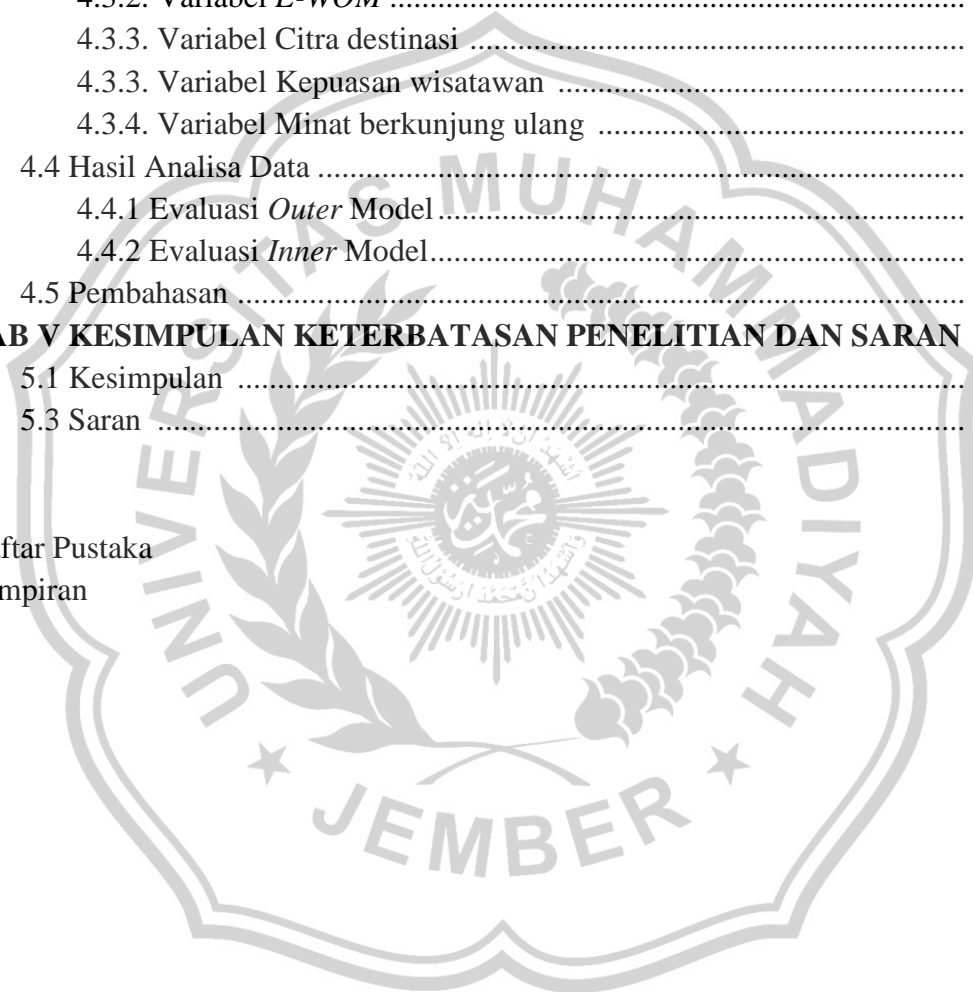 4.3.2. Variabel E-WOM ..........................................................................
4.3.3. Variabel Citra destinasi ................................................................
4.3.3. Variabel Kepuasan wisatawan .....................................................
4.3.4. Variabel Minat berkunjung ulang ................................................
4.4 Hasil Analisa Data ...................................................................................
4.4.1 Evaluasi Outer Model....................................................................
4.4.2 Evaluasi Inner Model.....................................................................
4.5 Pembahasan .............................................................................................
AB V KESIMPULAN KETERBATASAN PENELITIAN DAN SARAN
5.1 Kesimpulan ..............................................................................................
5.3 Saran ........................................................................................................
ftar Pustaka
mpiran
UNIVERSITAS MUHAMMADIYAH
JEMBER